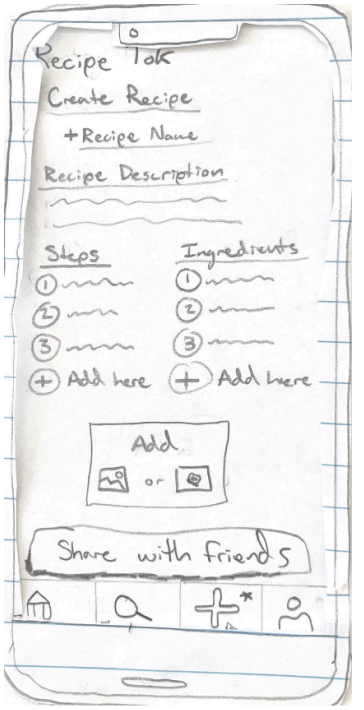 Recipe Tok
Create Recipe
+ Recipe Name
Recipe Description
Steps
Ingredients
1
1
2
2
3
3
+ Add here
+ Add here
Add
or
Share with friends